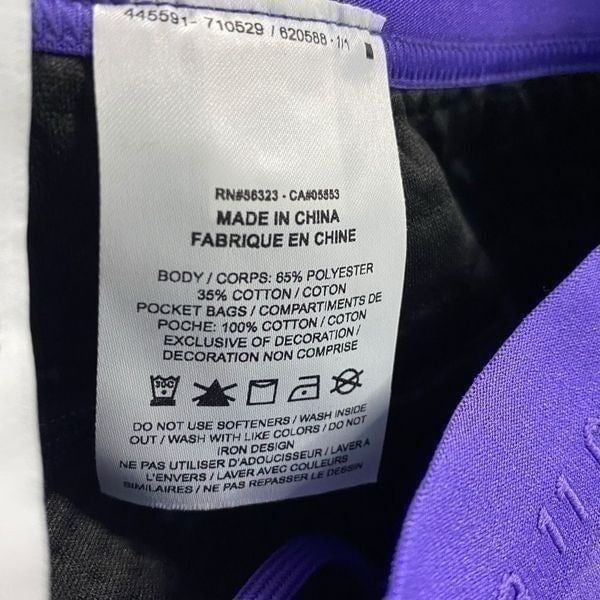 445591- 710529 / 620588 - 1/1
RN#56323 - CA#05553
MADE IN CHINA
FABRIQUE EN CHINE
BODY / CORPS: 65% POLYESTER
35% COTTON / COTON
POCKET BAGS / COMPARTIMENTS DE
POCHE: 100% COTTON / COTON
EXCLUSIVE OF DECORATION /
DECORATION NON COMPRISE
DO NOT USE SOFTENERS / WASH INSIDE
OUT / WASH WITH LIKE COLORS / DO NOT
IRON DESIGN
NE PAS UTILISER D'ADOUCISSEUR / LAVER A
L'ENVERS / LAVER AVEC COULEURS
SIMILAIRES / NE PAS REPASSER LE DESSIN
11